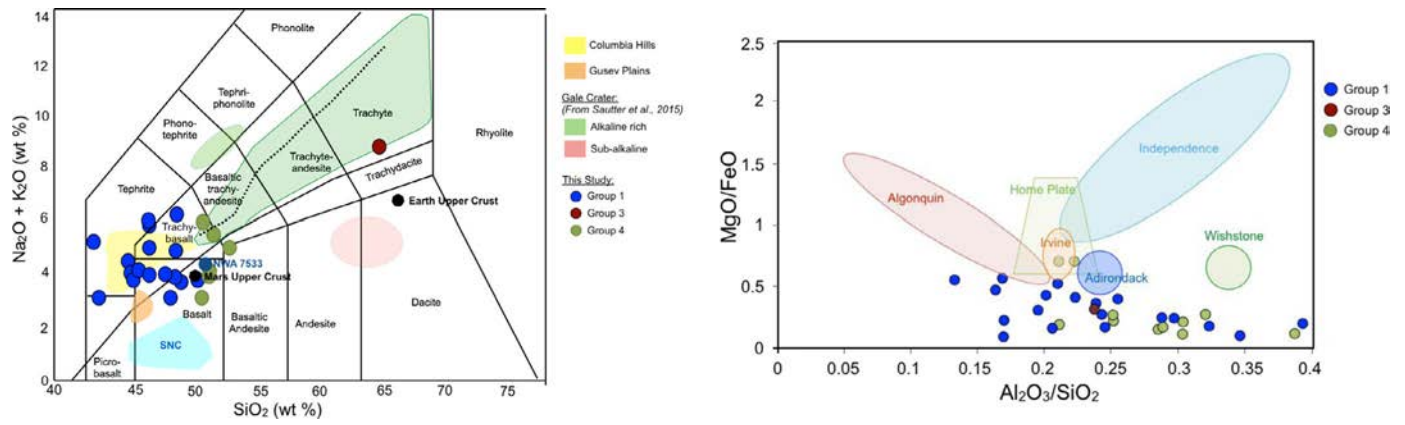 14
12
10
8
6
4
2
0
40
45
50
55
60
65
70
75
Na₂O + K₂O (wt %)
SiO₂ (wt %)
Phonolite
Tephri-
phonolite
Phono-
tephrite
Trachyte
Rhyolite
Tephrite
Basaltic
trachy-
andesite
Trachyte-
andesite
Trachydacite
Earth Upper Crust
Trachy-
basalt
NWA 7533
Mars Upper Crust
Basalt
Basaltic
Andesite
Andesite
Dacite
SNC
Picro-
basalt
Columbia Hills
Gusev Plains
Gale Crater:
(From Sautter et al., 2015)
Alkaline rich
Sub-alkaline
This Study:
Group 1
Group 3
Group 4
2.5
2
1.5
1
0.5
0
0
0.05
0.1
0.15
0.2
0.25
0.3
0.35
0.4
MgO/FeO
Al₂O₃/SiO₂
Independence
Algonquin
Home Plate
Irvine
Wishstone
Adirondack
Group 1
Group 3
Group 4